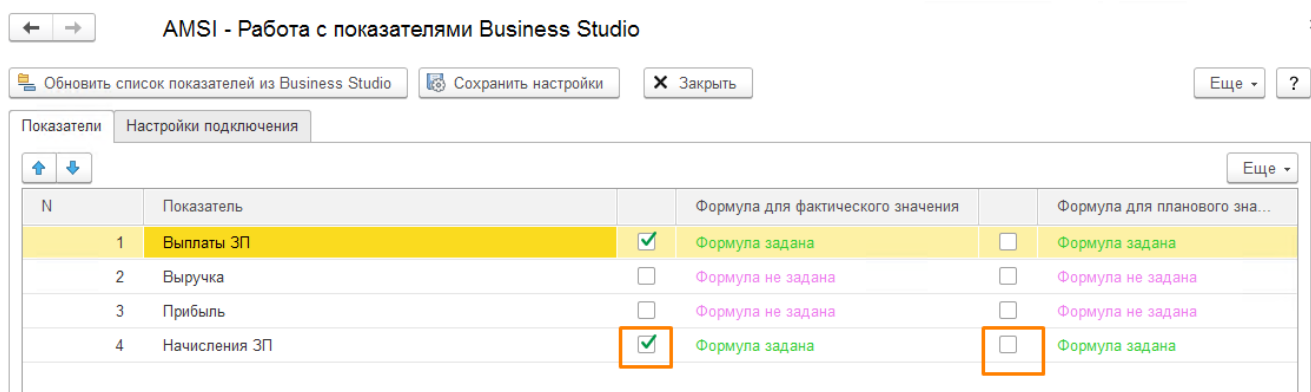 AMSI - Работа с показателями Business Studio
Обновить список показателей из Business Studio Сохранить настройки Закрыть Еще ?
Показатели Настройки подключения
Еще
N Показатель Формула для фактического значения Формула для планового зна...
1 Выплаты ЗП Формула задана Формула задана
2 Выручка Формула не задана Формула не задана
3 Прибыль Формула не задана Формула не задана
4 Начисления ЗП Формула задана Формула задана